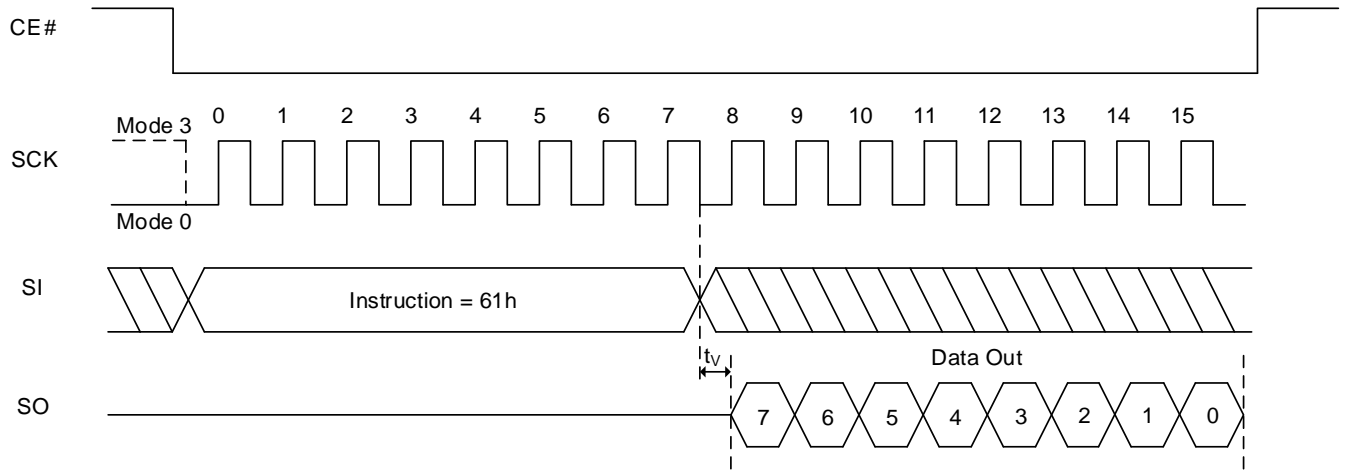 CE#
Mode 3 0 1 2 3 4 5 6 7 8 9 10 11 12 13 14 15
SCK
Mode 0
SI Instruction = 61h
tV Data Out
SO 7 6 5 4 3 2 1 0